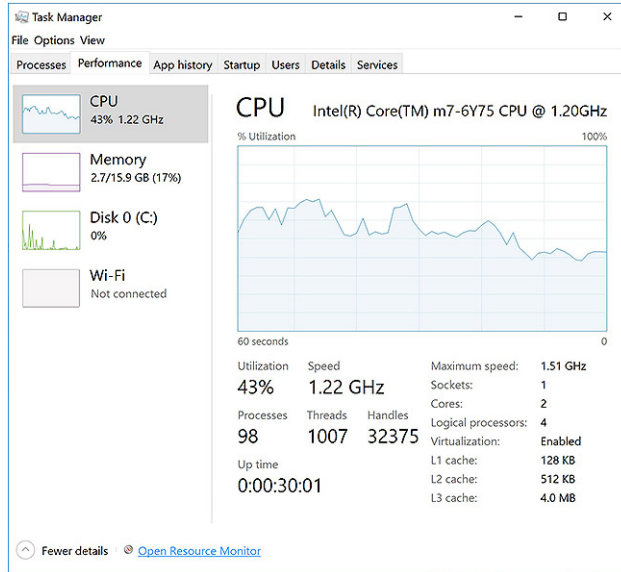 Task Manager
File Options View
Processes Performance App history Startup Users Details Services
CPU
43% 1.22 GHz
Memory
2.7/15.9 GB (17%)
Disk 0 (C:)
0%
Wi-Fi
Not connected
CPU Intel(R) Core(TM) m7-6Y75 CPU @ 1.20GHz
% Utilization 100%
60 seconds 0
Utilization Speed
43% 1.22 GHz
Processes Threads Handles
98 1007 32375
Up time
0:00:30:01
Maximum speed: 1.51 GHz
Sockets: 1
Cores: 2
Logical processors: 4
Virtualization: Enabled
L1 cache: 128 KB
L2 cache: 512 KB
L3 cache: 4.0 MB
Fewer details Open Resource Monitor